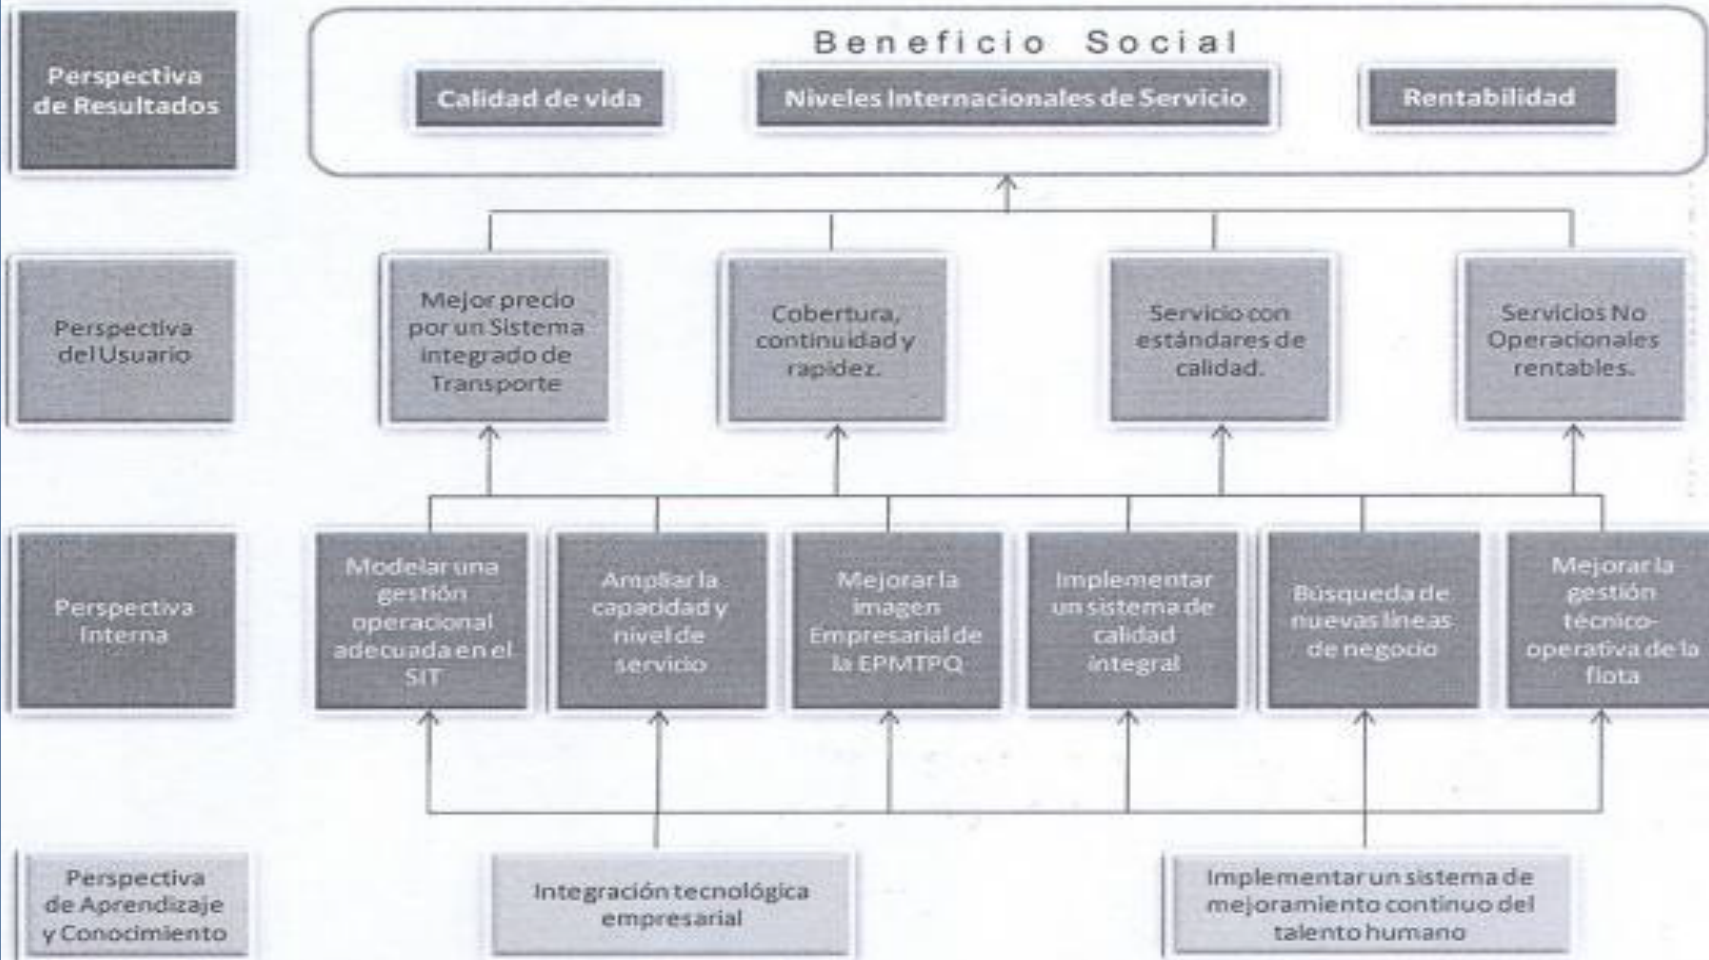 Perspectiva
de Resultados
Beneficio Social
Calidad de vida
Niveles Internacionales de Servicio
Rentabilidad
Perspectiva
del Usuario
Mejor precio
por un Sistema
integrado de
Transporte
Cobertura,
continuidad y
rapidez.
Servicio con
estándares de
calidad.
Servicios No
Operacionales
rentables.
Perspectiva
Interna
Modelar una
gestión
operacional
adecuada en el
SIT
Ampliar la
capacidad y
nivel de
servicio
Mejorar la
imagen
Empresarial de
la EPMTPQ
Implementar
un sistema de
calidad
integral
Búsqueda de
nuevas líneas
de negocio
Mejorar la
gestión
técnico-
operativa de la
flota
Perspectiva
de Aprendizaje
y Conocimiento
Integración tecnológica
empresarial
Implementar un sistema de
mejoramiento continuo del
talento humano